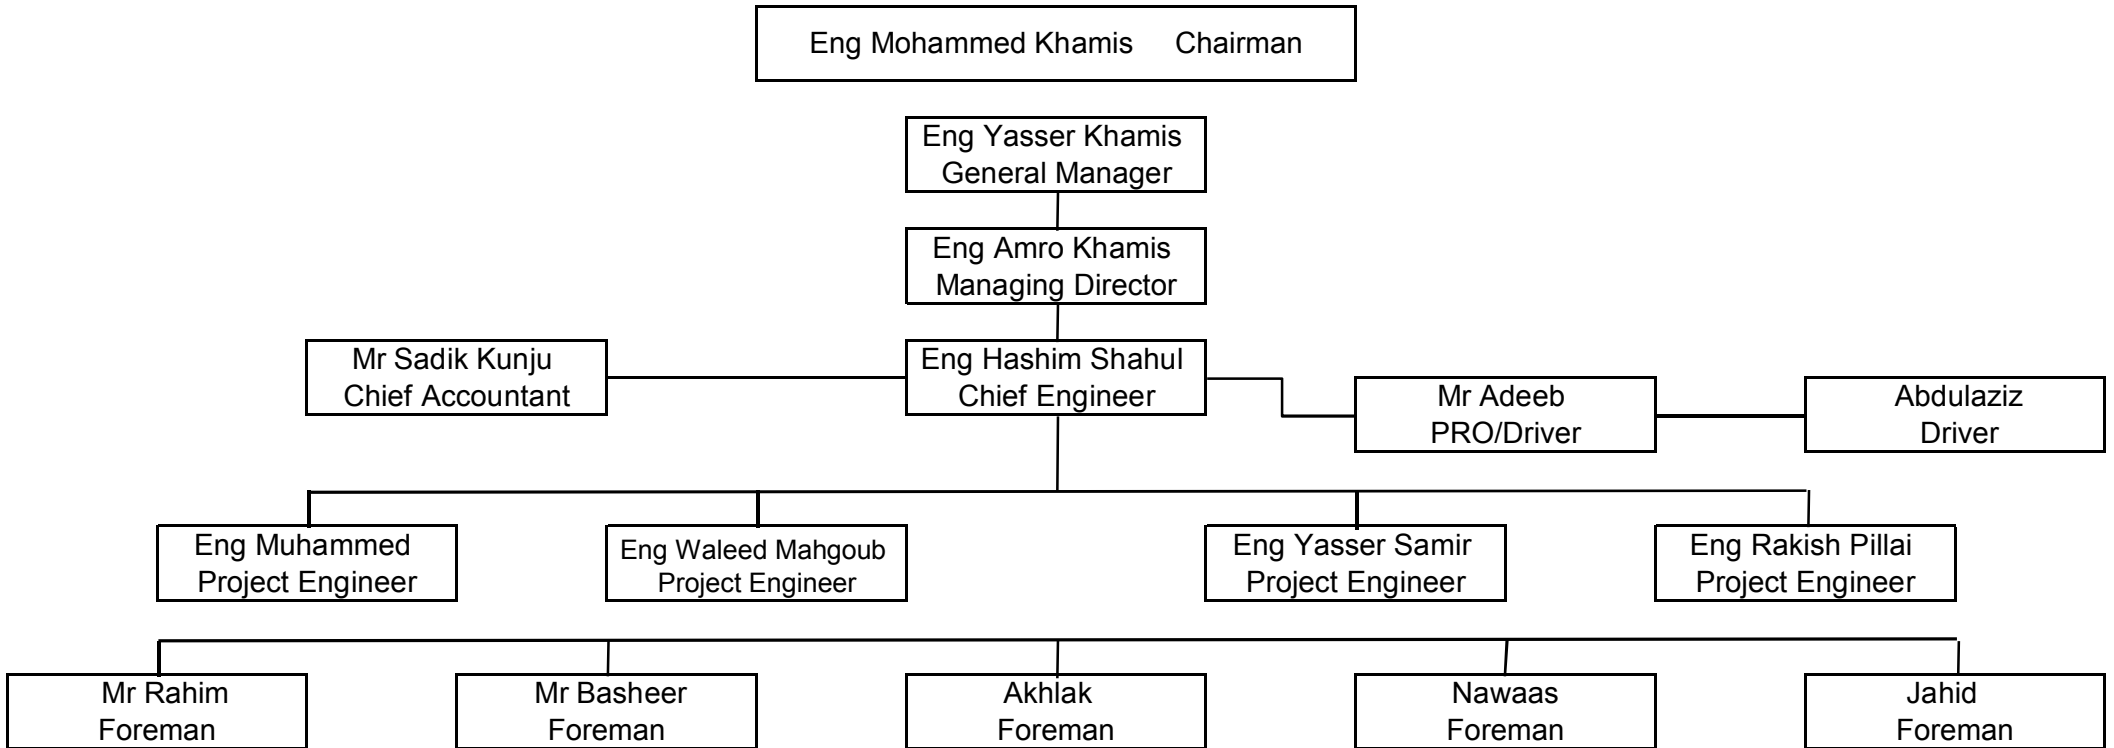 Eng Mohammed Khamis Chairman
Eng Yasser Khamis
General Manager
Eng Amro Khamis
Managing Director
Mr Sadik Kunju
Chief Accountant
Eng Hashim Shahul
Chief Engineer
Mr Adeeb
PRO/Driver
Abdulaziz
Driver
Eng Muhammed
Project Engineer
Eng Waleed Mahgoub
Project Engineer
Eng Yasser Samir
Project Engineer
Eng Rakish Pillai
Project Engineer
Mr Rahim
Foreman
Mr Basheer
Foreman
Akhlak
Foreman
Nawaas
Foreman
Jahid
Foreman